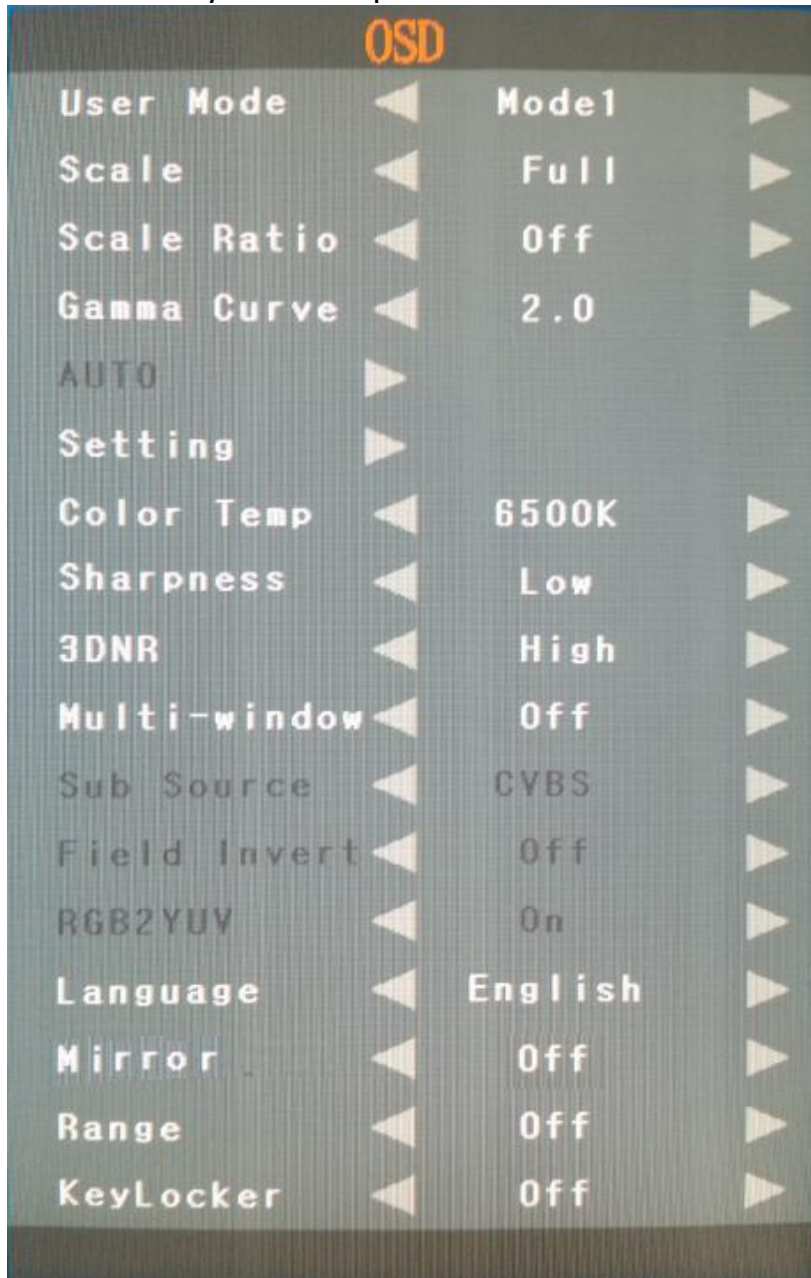 OSD
User Mode Mode1
Scale Full
Scale Ratio Off
Gamma Curve 2.0
AUTO
Setting
Color Temp 6500K
Sharpness Low
3DNR High
Multi-window Off
Sub Source CVBS
Field Invert Off
RGB2YUV On
Language English
Mirror Off
Range Off
KeyLocker Off